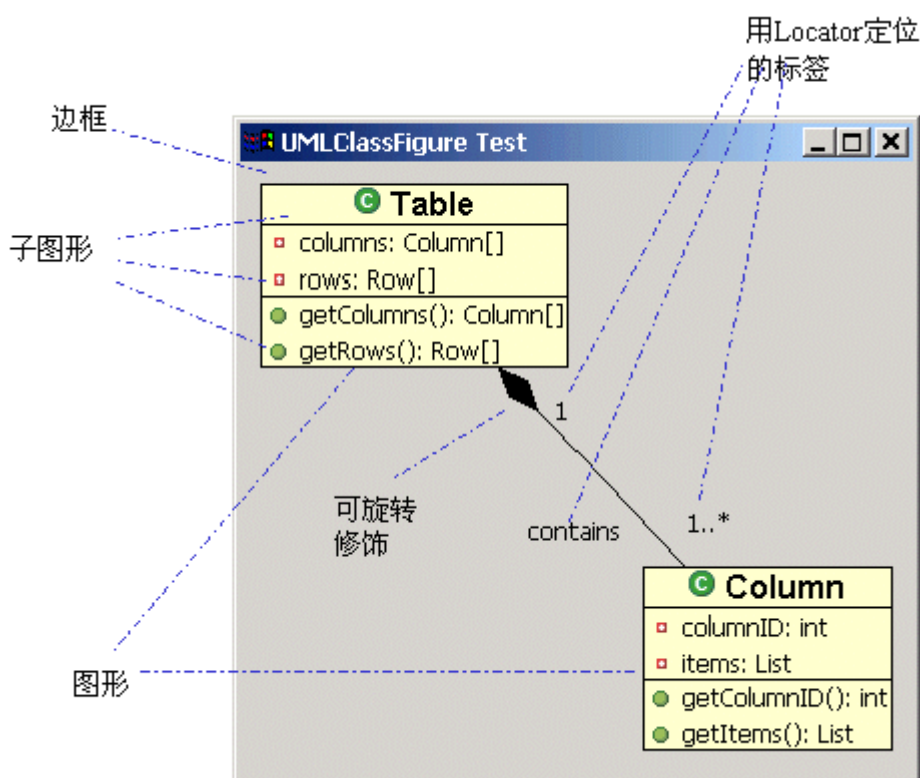 用Locator定位
的标签
边框
UMLClassFigure Test
C Table
子图形
columns: Column[]
rows: Row[]
getColumns(): Column[]
getRows(): Row[]
1
可旋转
修饰
contains
1..*
C Column
columnID: int
items: List
图形
getColumnID(): int
getItems(): List